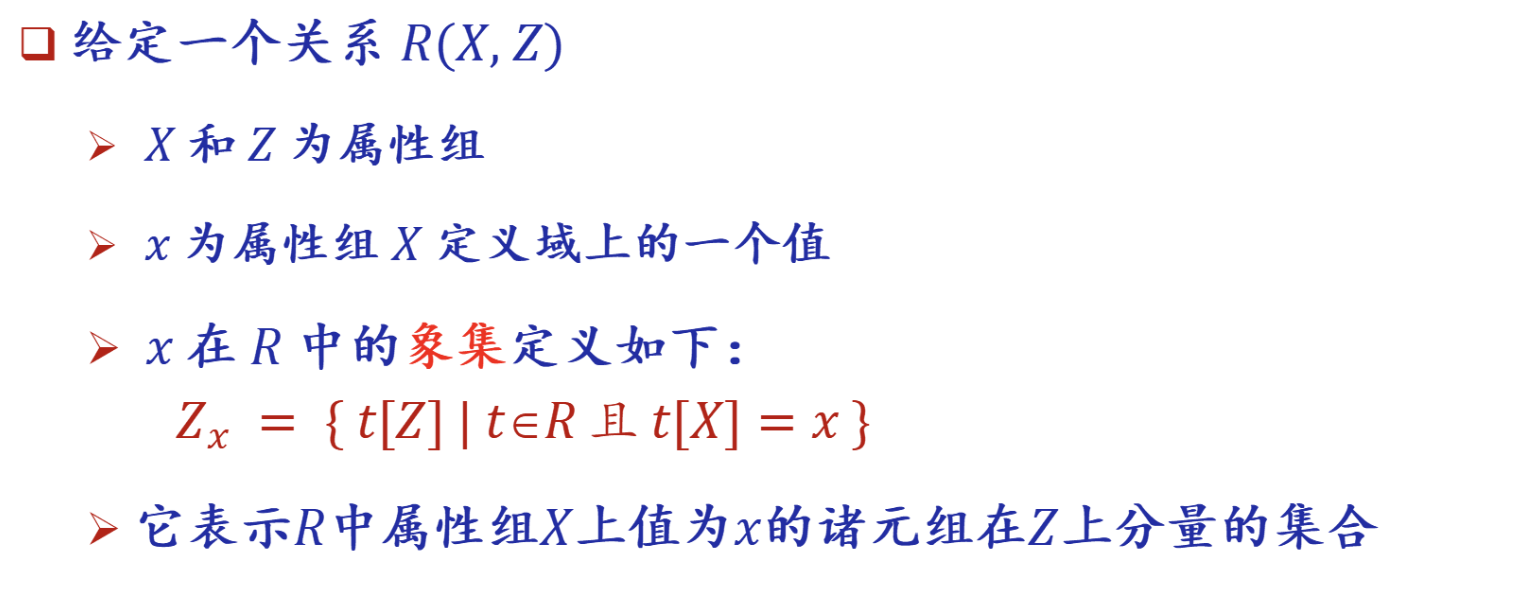 ❑ 给定一个关系 R(X, Z)
➢ X 和 Z 为属性组
➢ x 为属性组 X 定义域上的一个值
➢ x 在 R 中的象集定义如下：
Zₓ = { t[Z] | t∈R 且 t[X] = x }
➢ 它表示R中属性组X上值为x的诸元组在Z上分量的集合